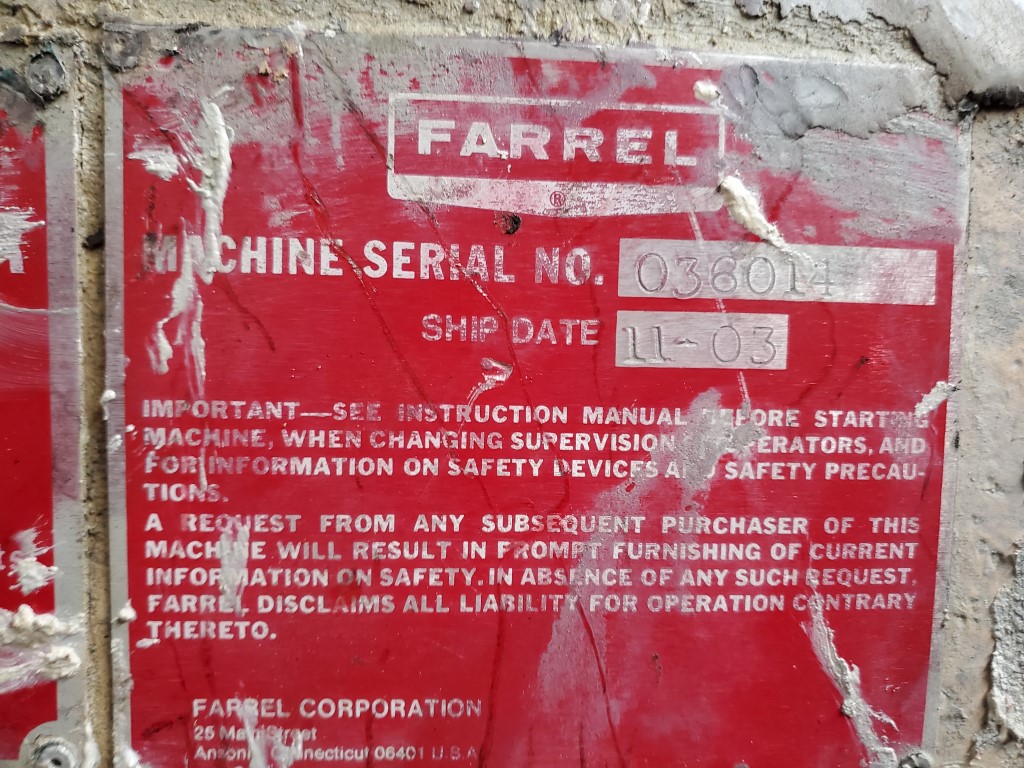 FARREL
®
MACHINE SERIAL NO. 036014
SHIP DATE 11-03
IMPORTANT—SEE INSTRUCTION MANUAL BEFORE STARTING
MACHINE, WHEN CHANGING SUPERVISION OPERATORS, AND
FOR INFORMATION ON SAFETY DEVICES AND SAFETY PRECAU-
TIONS.
A REQUEST FROM ANY SUBSEQUENT PURCHASER OF THIS
MACHINE WILL RESULT IN PROMPT FURNISHING OF CURRENT
INFORMATION ON SAFETY. IN ABSENCE OF ANY SUCH REQUEST,
FARREL DISCLAIMS ALL LIABILITY FOR OPERATION CONTRARY
THERETO.
FARREL CORPORATION
25 Main Street
Ansonia, Connecticut 06401 U.S.A.